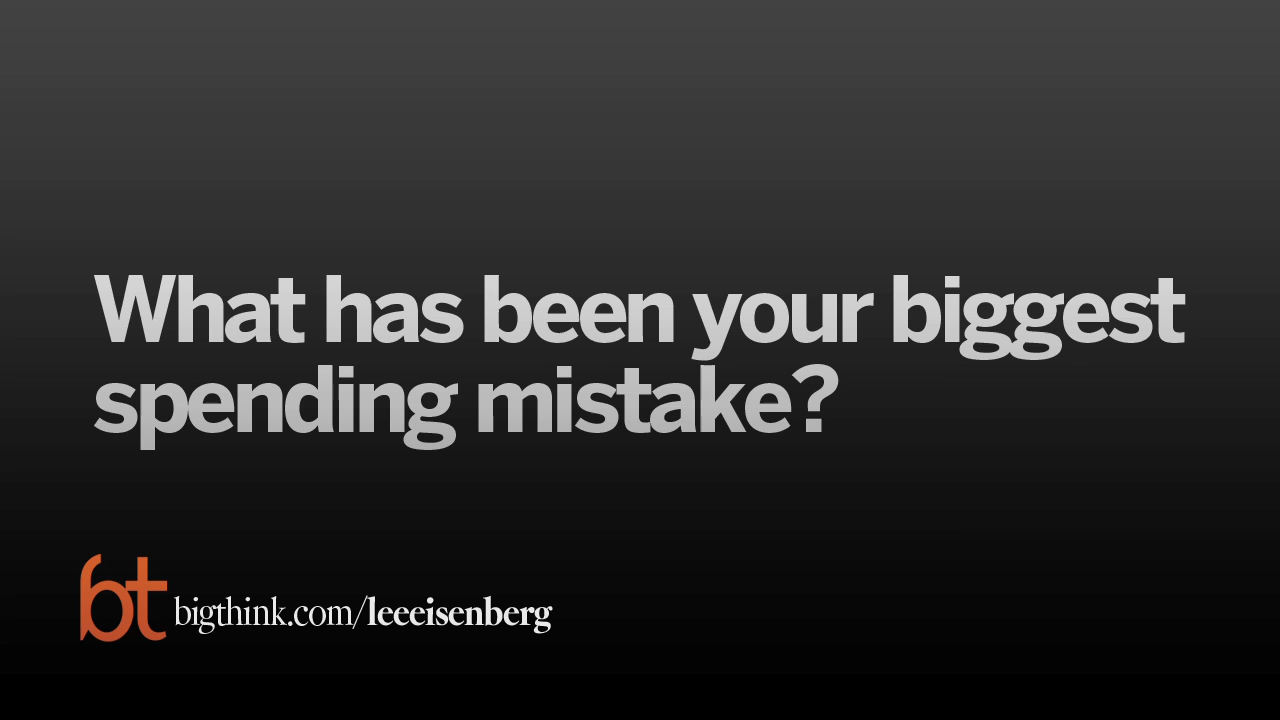 What has been your biggest
spending mistake?
bt bigthink.com/leeeisenberg